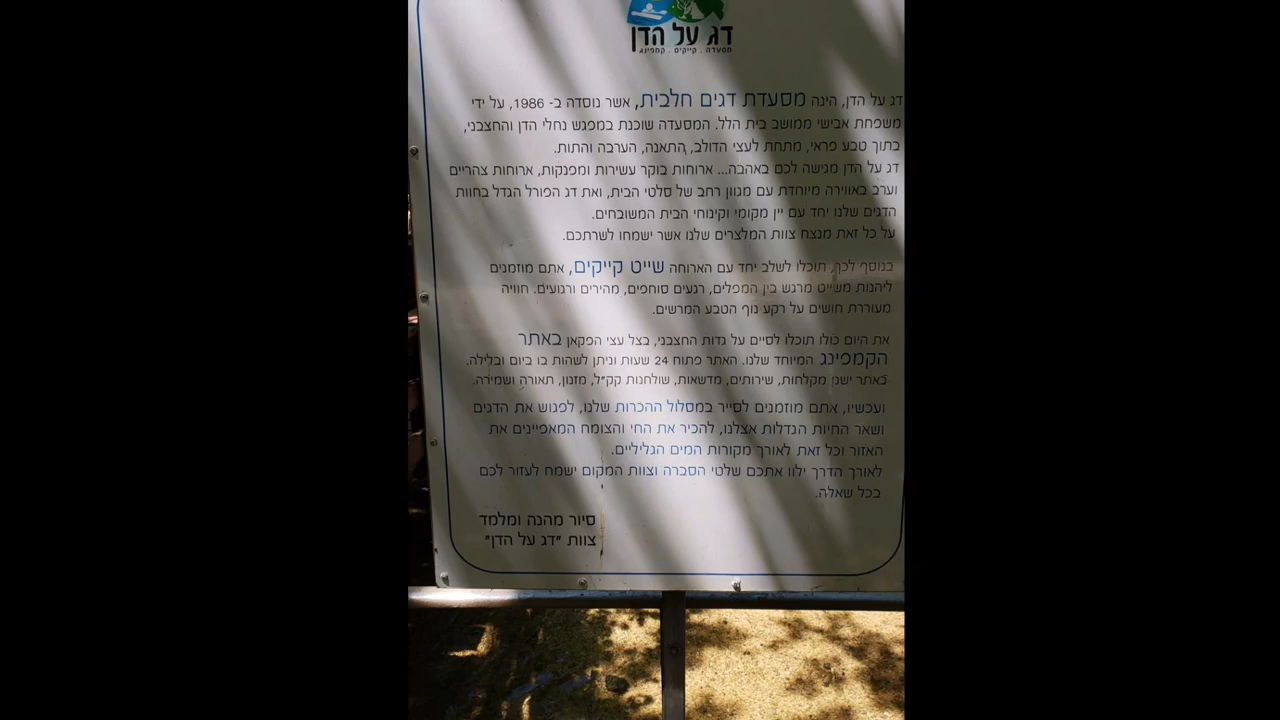 דג על הדן
מסעדה . קייקים . קמפינג
דג על הדן, הינה מסעדת דגים חלבית, אשר נוסדה ב- 1986, על ידי
משפחת אבישי ממושב בית הלל. המסעדה שוכנת במפגש נחלי הדן והחצבני,
בתוך טבע פראי, מתחת לעצי הדולב, התאנה, הערבה והתות.
דג על הדן מגישה לכם באהבה... ארוחות בוקר עשירות ומפנקות, ארוחות צהריים
וערב באווירה מיוחדת עם מגוון רחב של סלטי הבית, ואת דג הפורל הגדל בחוות
הדגים שלנו יחד עם יין מקומי וקינוחי הבית המשובחים.
על כל זאת מנצח צוות המלצרים שלנו אשר ישמחו לשרתכם.
בנוסף לכך, תוכלו לשלב יחד עם הארוחה שייט קייקים, אתם מוזמנים
ליהנות משייט מרגש בין המפלים, רגעים סוחפים, מהירים ורגועים. חוויה
מעוררת חושים על רקע נוף הטבע המרשים.
את היום כולו תוכלו לסיים על גדות החצבני, בצל עצי הפקאן באתר
הקמפינג המיוחד שלנו. האתר פתוח 24 שעות וניתן לשהות בו ביום ובלילה.
באתר ישנן מקלחות, שירותים, מדשאות, שולחנות קק״ל, מזנון, תאורה ושמירה.
ועכשיו, אתם מוזמנים לסייר במסלול ההכרות שלנו, לפגוש את הדגים
ושאר החיות הגדלות אצלנו, להכיר את החי והצומח המאפיינים את
האזור וכל זאת לאורך מקורות המים הגליליים.
לאורך הדרך ילוו אתכם שלטי הסברה וצוות המקום ישמח לעזור לכם
בכל שאלה.
סיור מהנה ומלמד
צוות ״דג על הדן״